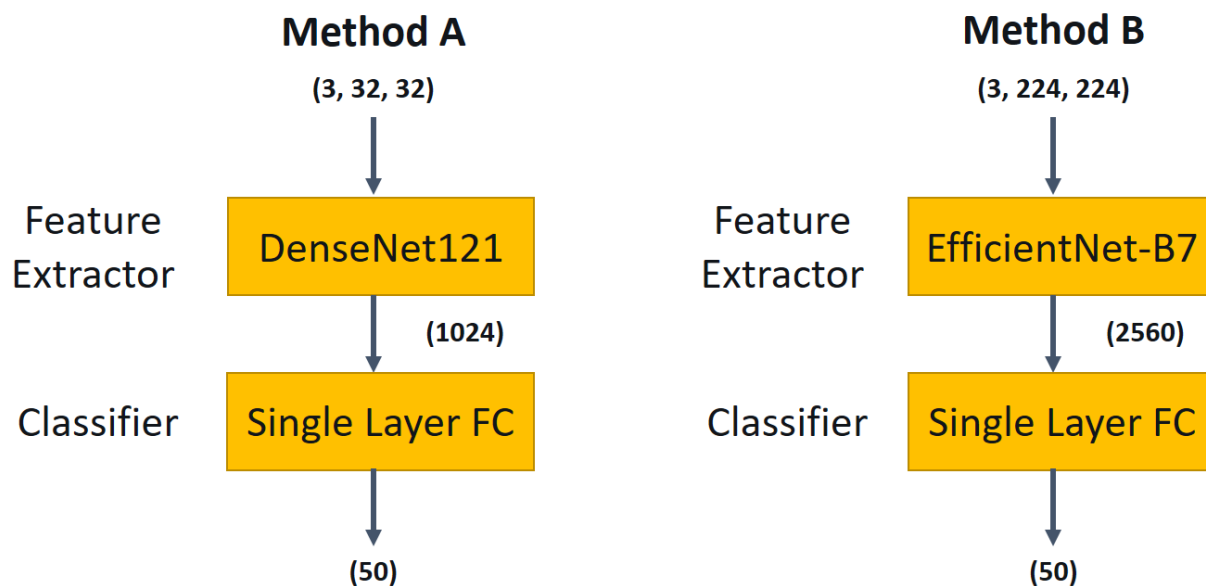 Method A
(3, 32, 32)
Feature
Extractor
DenseNet121
(1024)
Classifier
Single Layer FC
(50)
Method B
(3, 224, 224)
Feature
Extractor
EfficientNet-B7
(2560)
Classifier
Single Layer FC
(50)